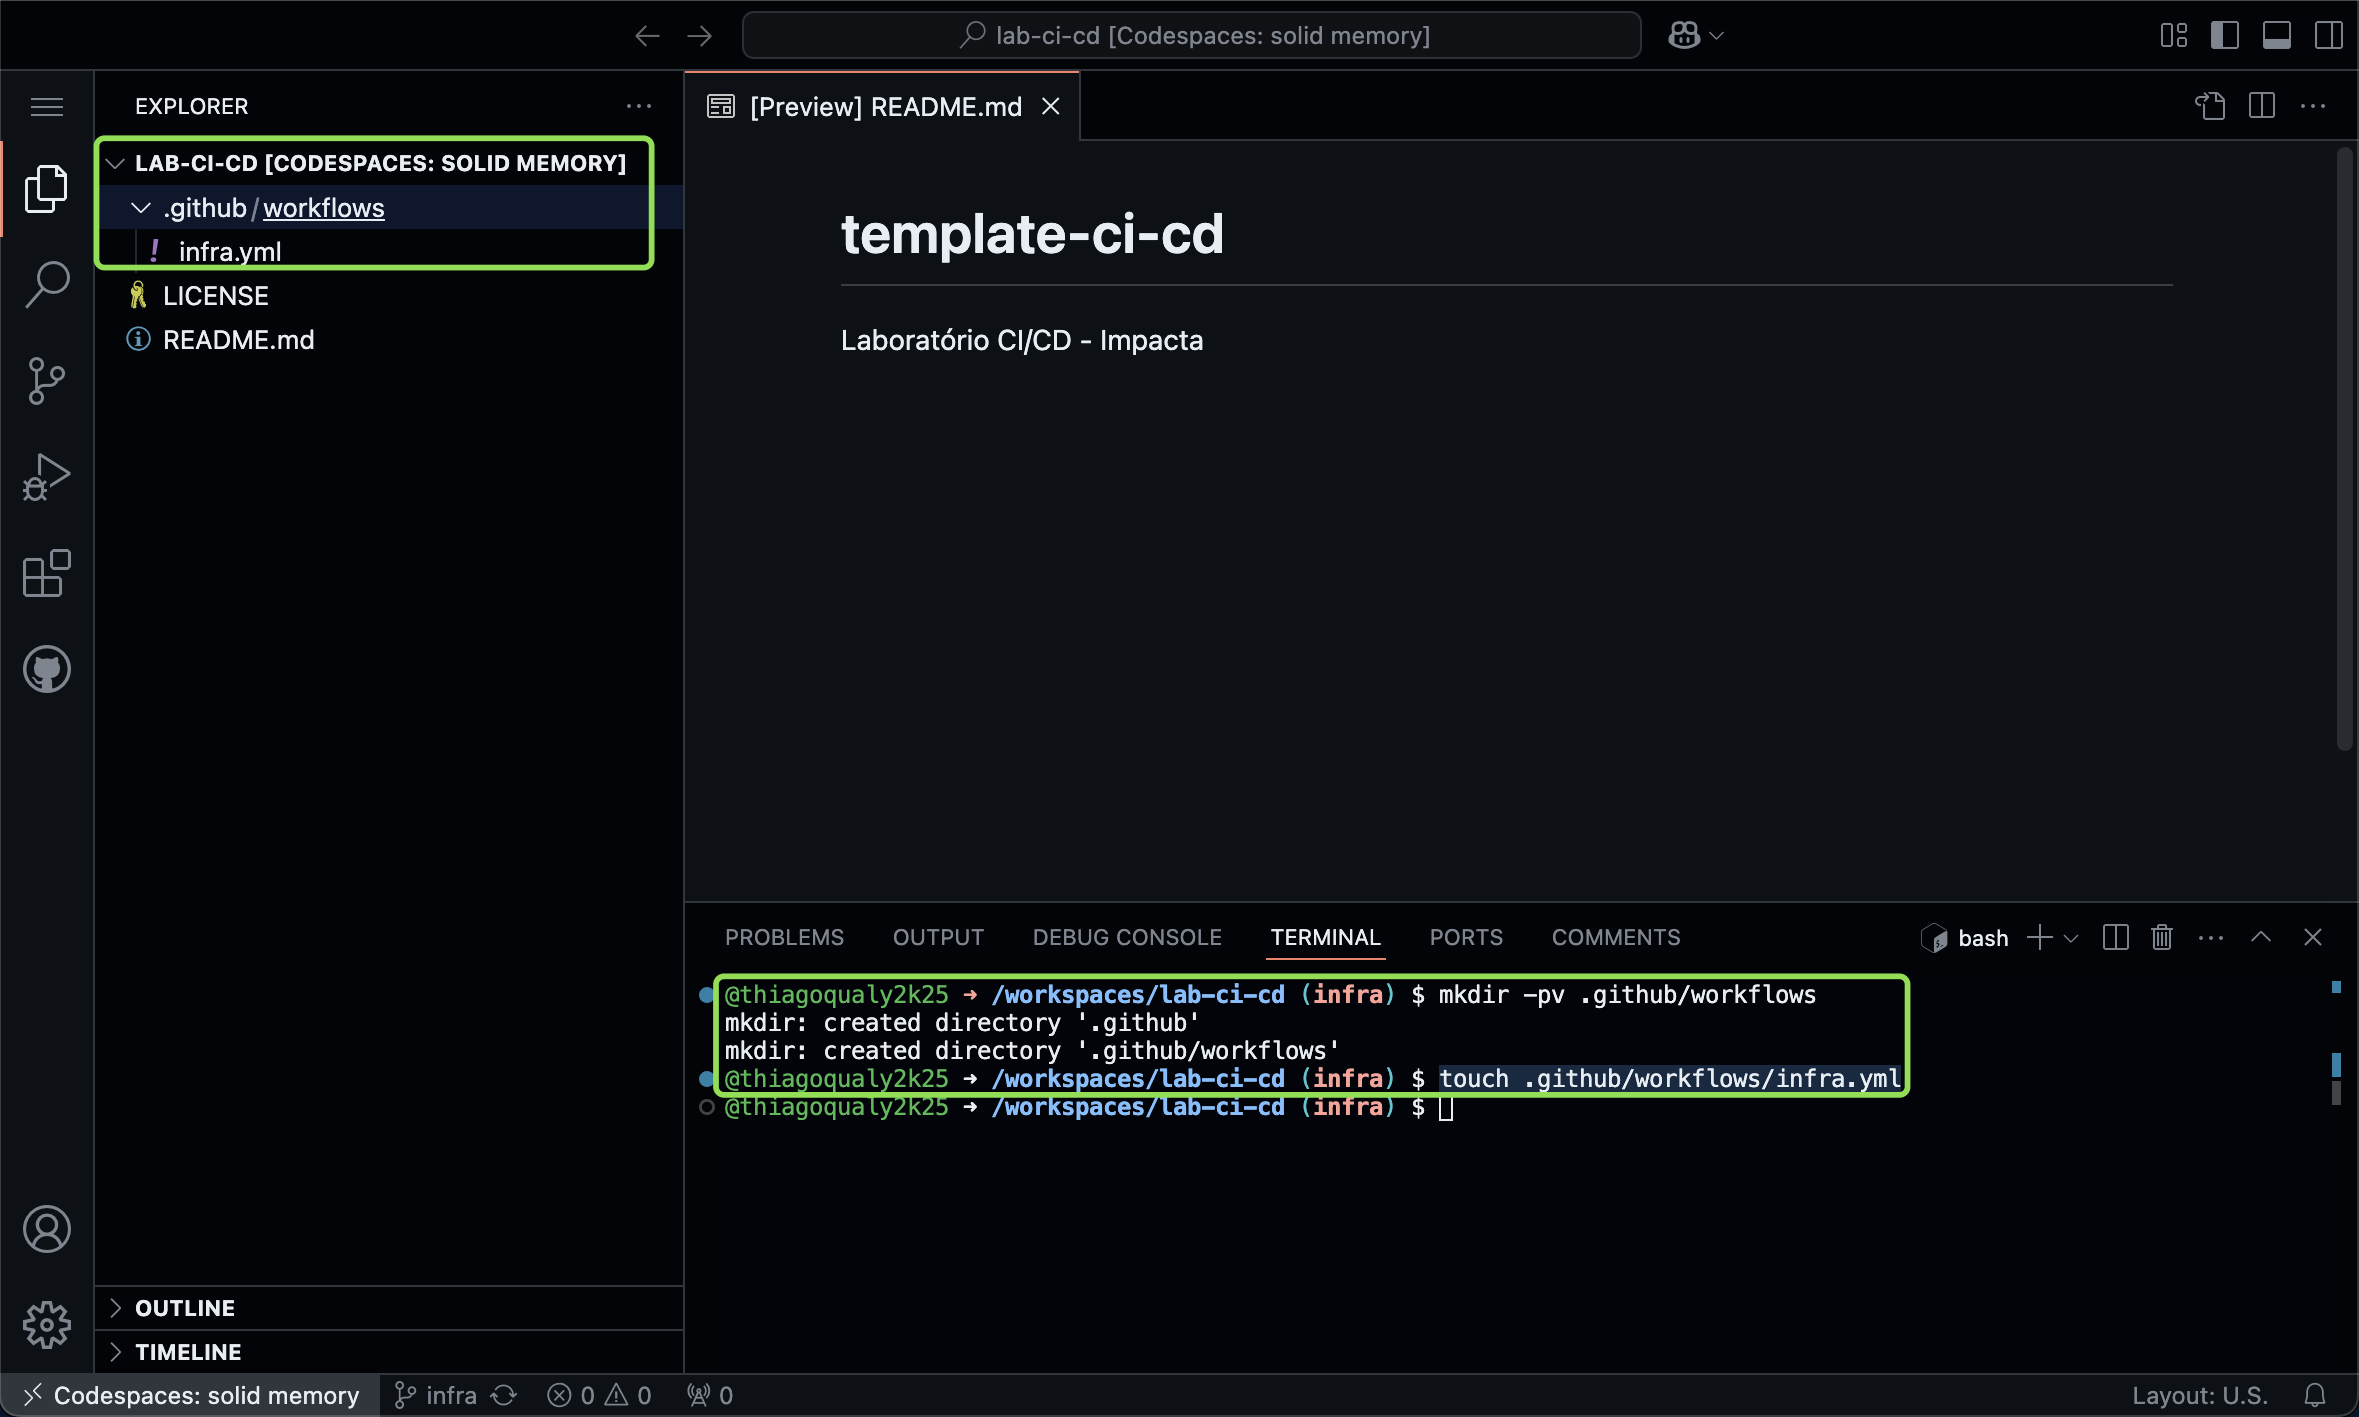 lab-ci-cd [Codespaces: solid memory]
EXPLORER
LAB-CI-CD [CODESPACES: SOLID MEMORY]
.github/workflows
! infra.yml
LICENSE
README.md
OUTLINE
TIMELINE
[Preview] README.md
template-ci-cd
Laboratório CI/CD - Impacta
PROBLEMS OUTPUT DEBUG CONSOLE TERMINAL PORTS COMMENTS
bash
@thiagoqualy2k25 → /workspaces/lab-ci-cd (infra) $ mkdir -pv .github/workflows
mkdir: created directory '.github'
mkdir: created directory '.github/workflows'
@thiagoqualy2k25 → /workspaces/lab-ci-cd (infra) $ touch .github/workflows/infra.yml
@thiagoqualy2k25 → /workspaces/lab-ci-cd (infra) $
Codespaces: solid memory infra 0 0 0 Layout: U.S.